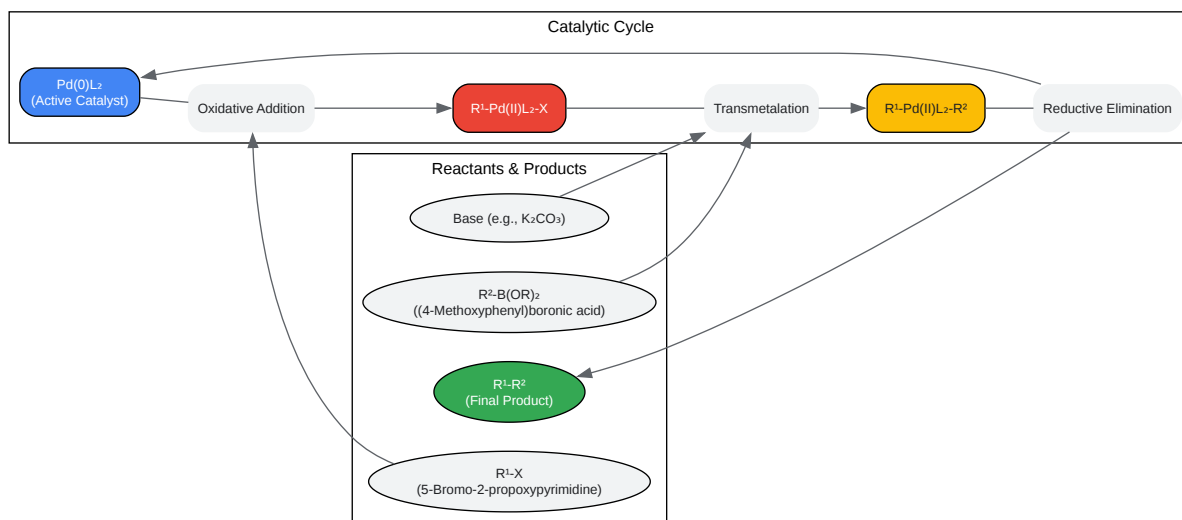 Catalytic Cycle
Pd(0)L₂
(Active Catalyst)
Oxidative Addition
R¹-Pd(II)L₂-X
Transmetalation
R¹-Pd(II)L₂-R²
Reductive Elimination
Reactants & Products
Base (e.g., K₂CO₃)
R²-B(OR)₂
((4-Methoxyphenyl)boronic acid)
R¹-R²
(Final Product)
R¹-X
(5-Bromo-2-propoxypyrimidine)